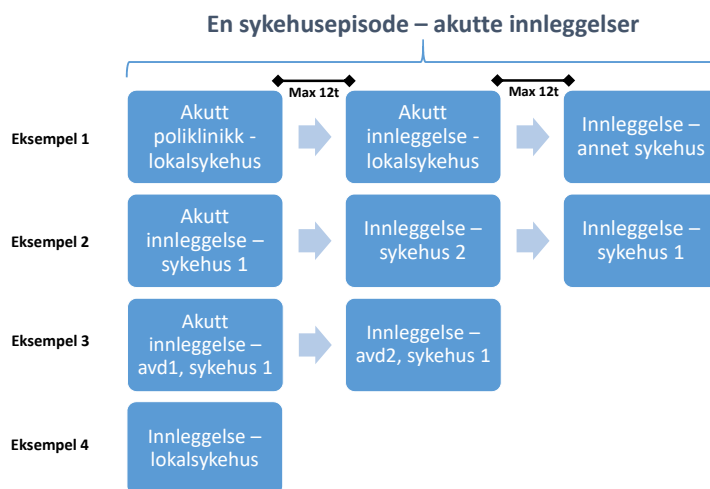 En sykehusepisode – akutte innleggelser
Max 12t
Max 12t
Eksempel 1
Akutt
poliklinikk -
lokalsykehus
Akutt
innleggelse -
lokalsykehus
Innleggelse –
annet sykehus
Eksempel 2
Akutt
innleggelse –
sykehus 1
Innleggelse –
sykehus 2
Innleggelse –
sykehus 1
Eksempel 3
Akutt
innleggelse –
avd1, sykehus 1
Innleggelse –
avd2, sykehus 1
Eksempel 4
Innleggelse –
lokalsykehus